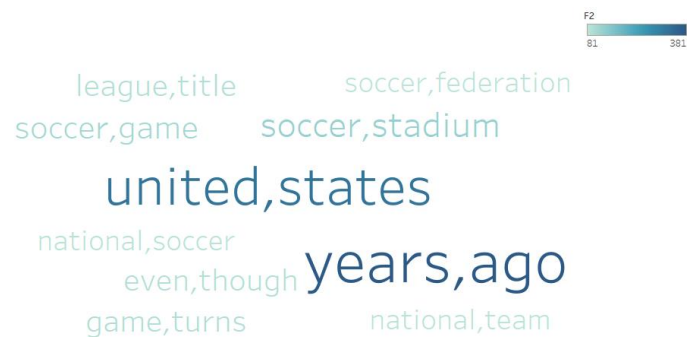 F2
81 381
league,title soccer,federation
soccer,game soccer,stadium
united,states
national,soccer
years,ago
even,though
game,turns national,team